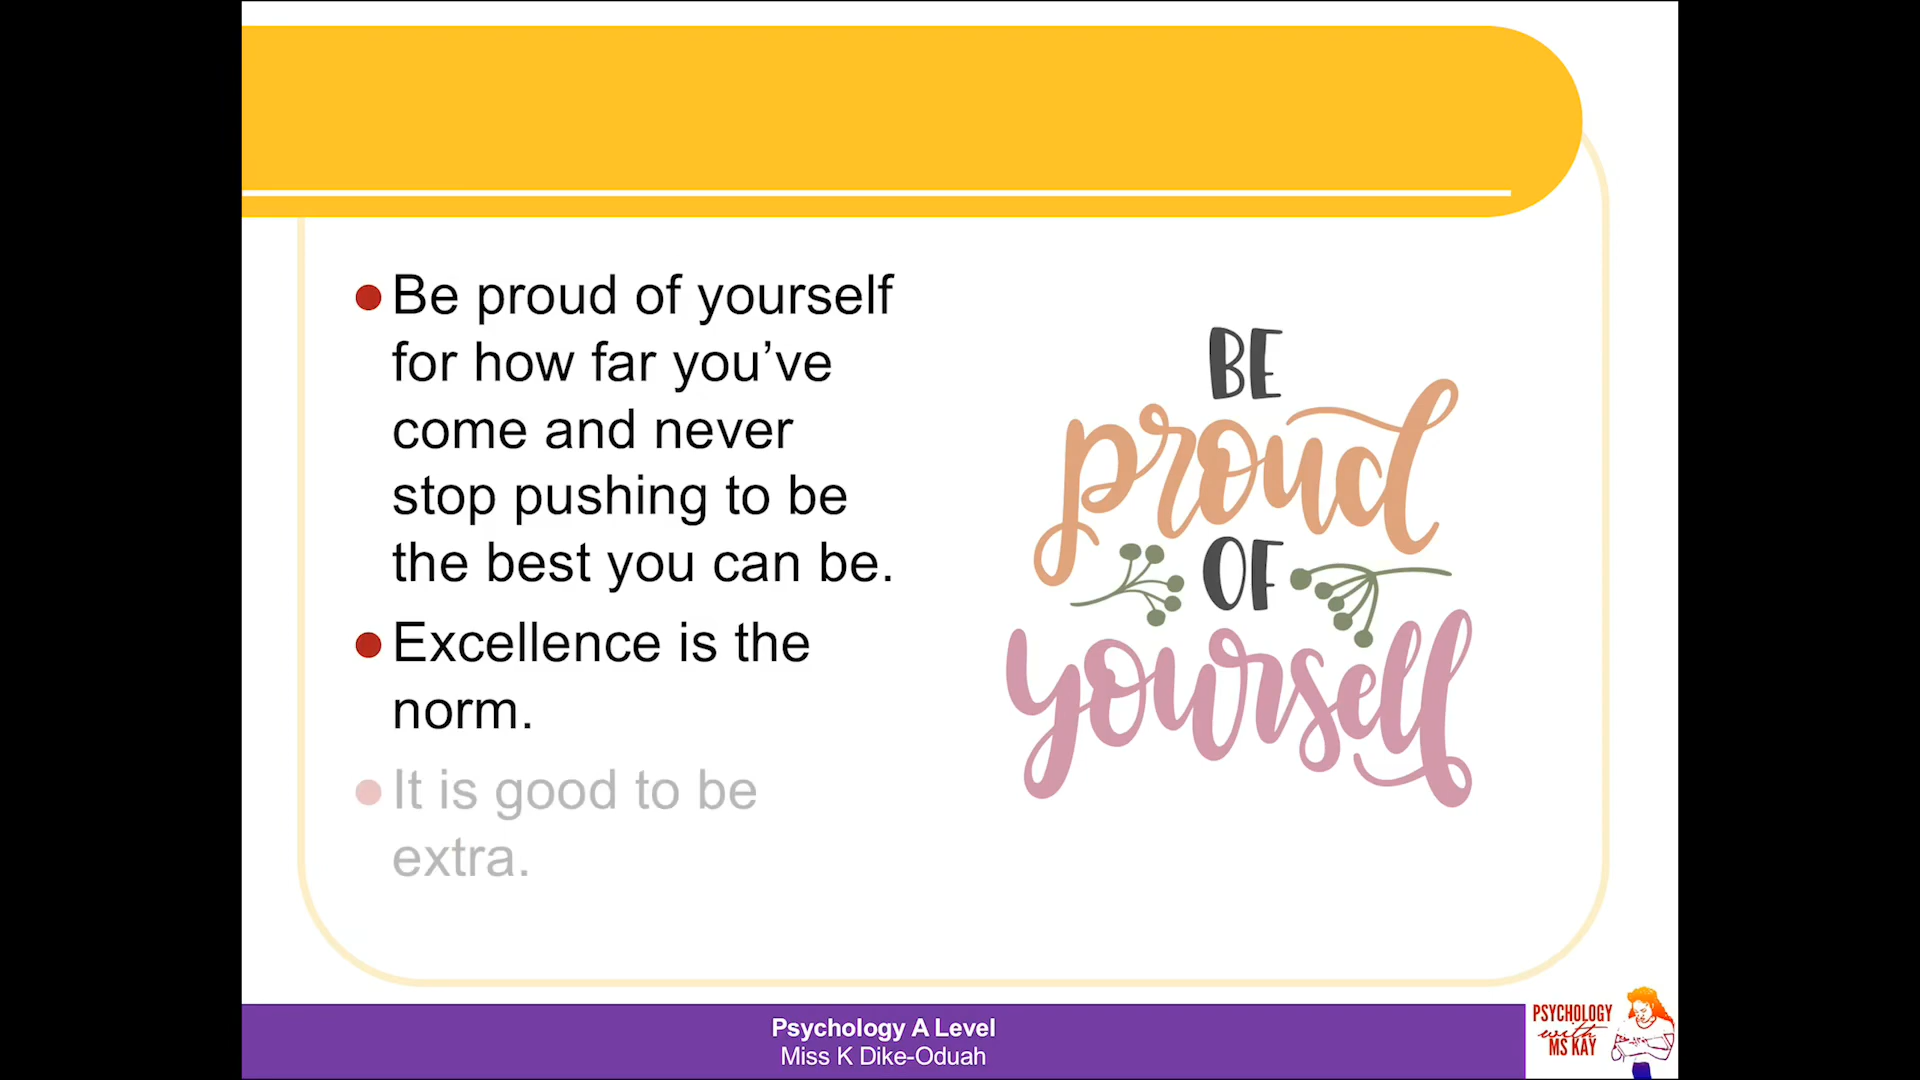 Be proud of yourself
for how far you’ve
come and never
stop pushing to be
the best you can be.
Excellence is the
norm.
It is good to be
extra.
BE
proud
OF
yourself
Psychology A Level
Miss K Dike-Oduah
PSYCHOLOGY
with
MS KAY